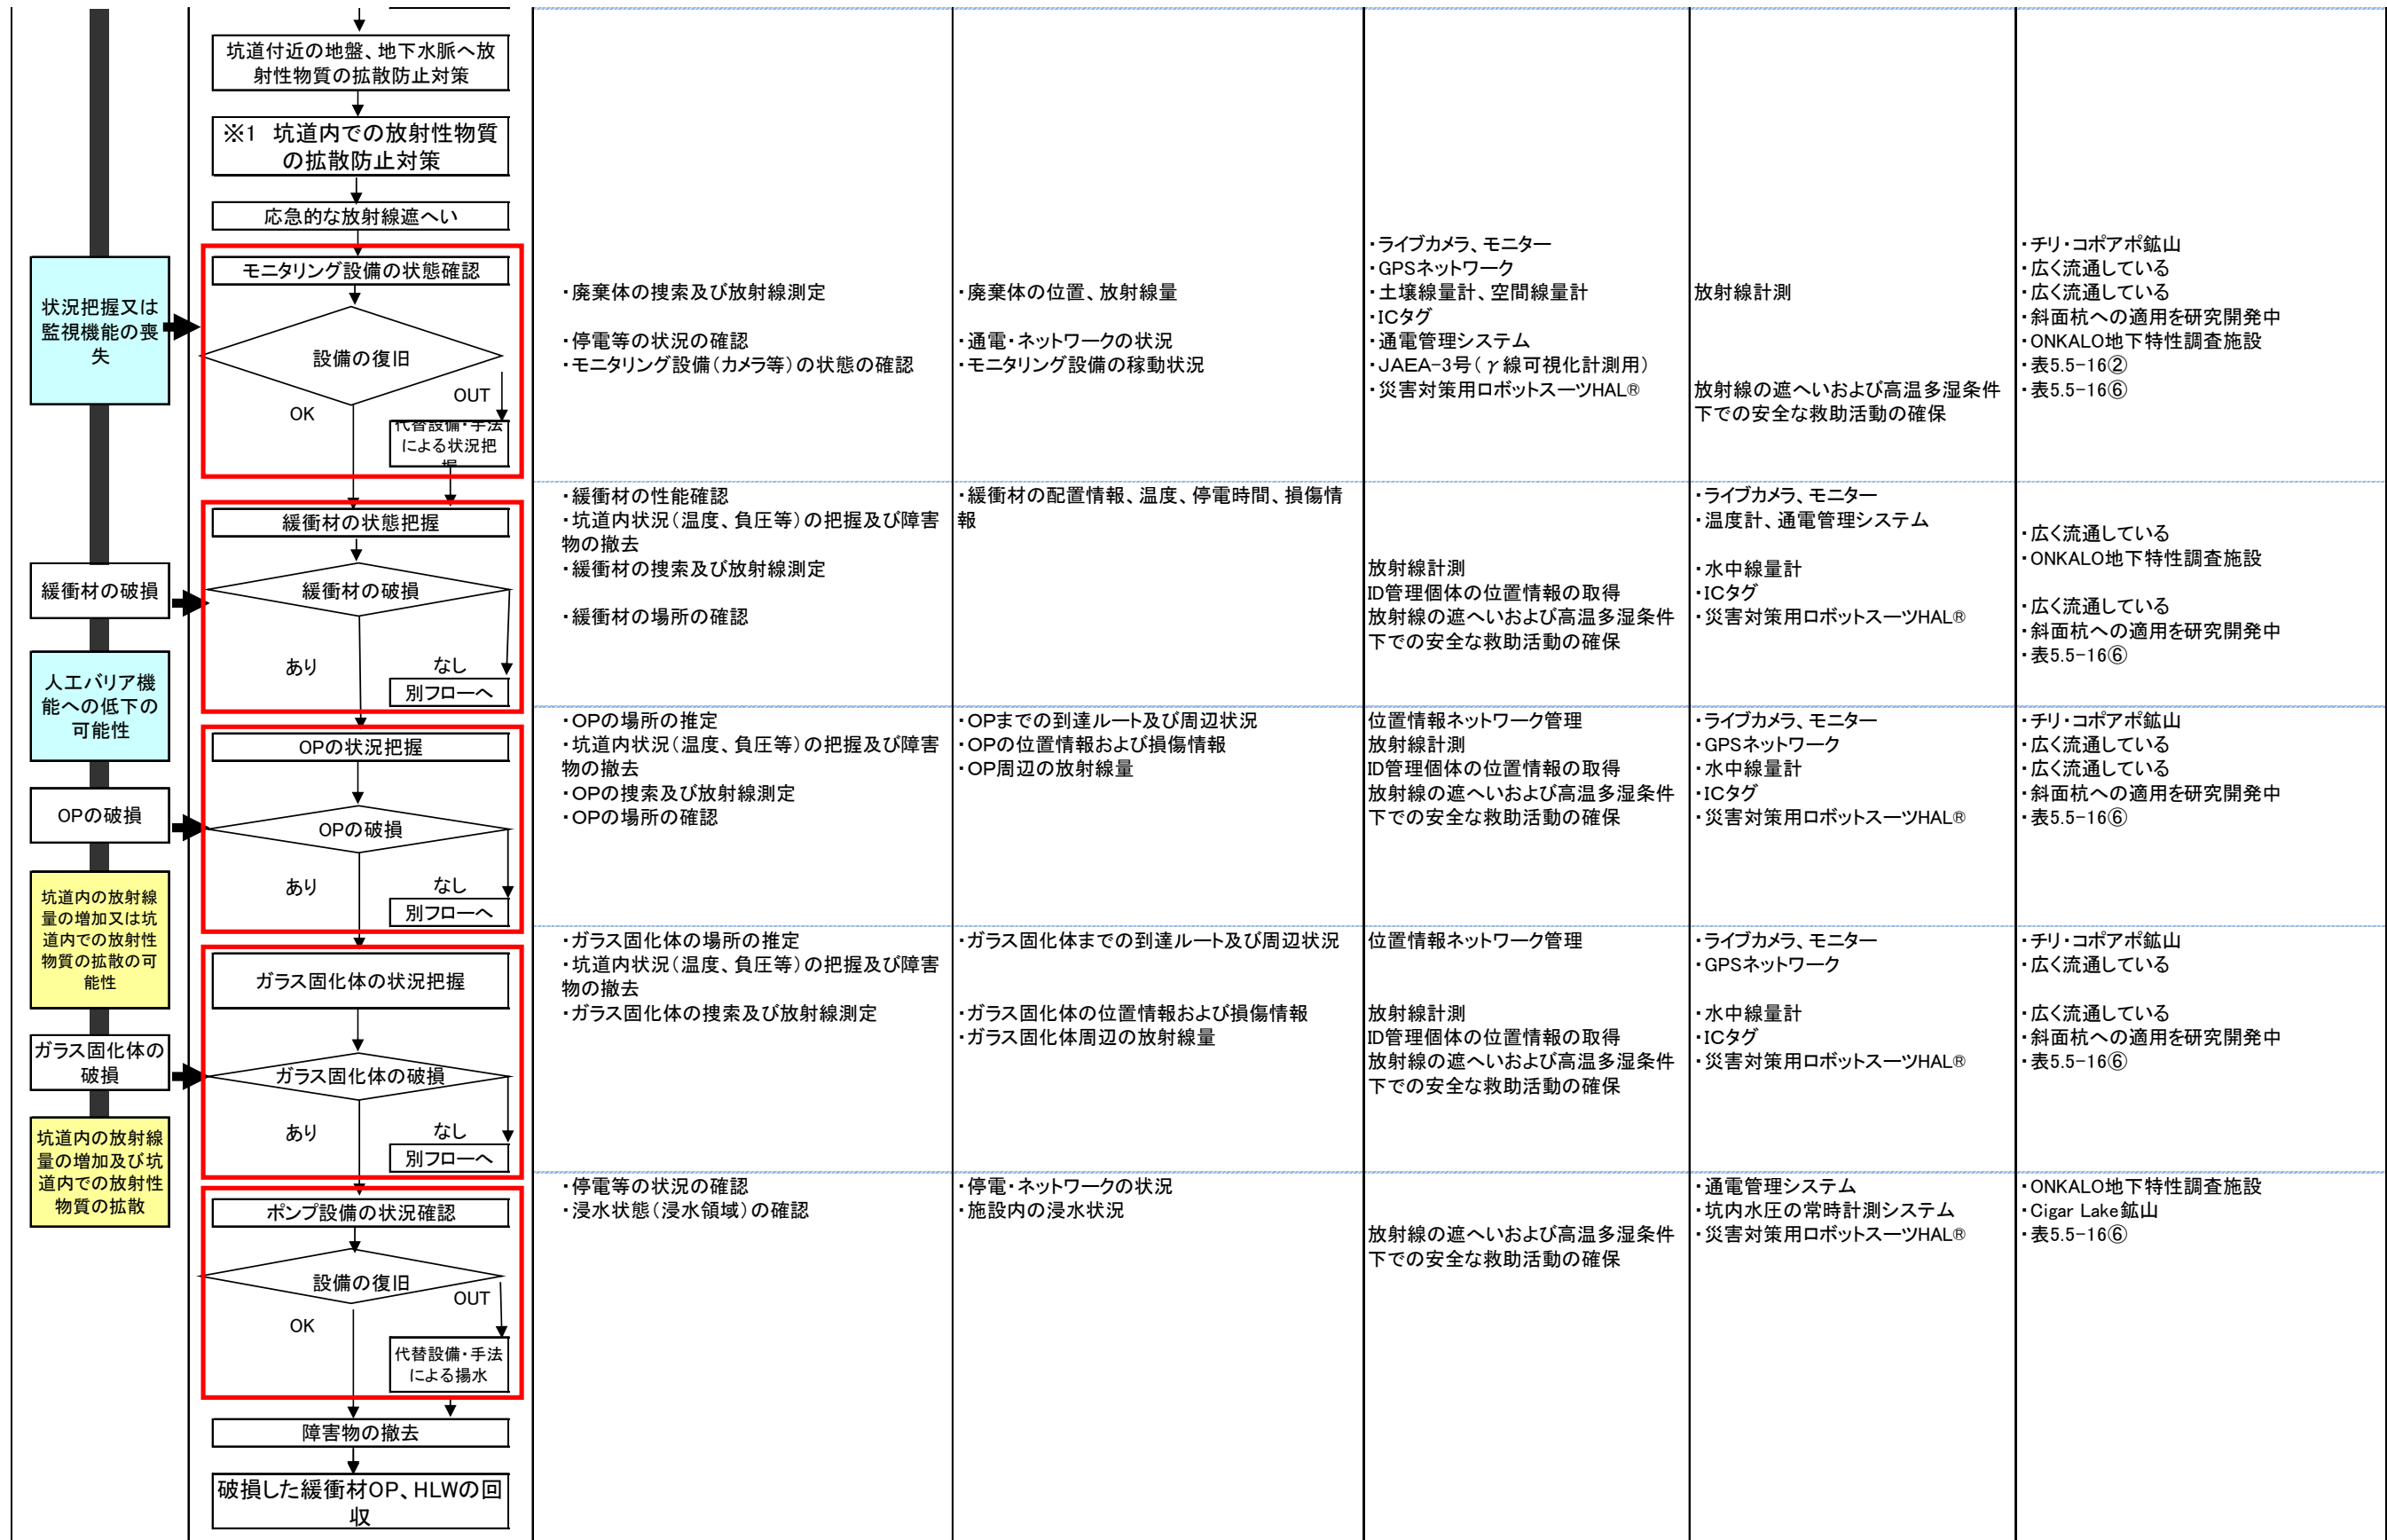 坑道付近の地盤、地下水脈へ放
射性物質の拡散防止対策
※1 坑道内での放射性物質
の拡散防止対策
応急的な放射線遮へい
状況把握又は
監視機能の喪
失
モニタリング設備の状態確認
設備の復旧
OUT
OK
代替設備・手法
による状況把
握
・廃棄体の捜索及び放射線測定
・停電等の状況の確認
・モニタリング設備(カメラ等)の状態の確認
・廃棄体の位置、放射線量
・通電・ネットワークの状況
・モニタリング設備の稼動状況
・ライブカメラ、モニター
・GPSネットワーク
・土壌線量計、空間線量計
・ICタグ
・通電管理システム
・JAEA-3号(γ線可視化計測用)
・災害対策用ロボットスーツHAL®
放射線計測
放射線の遮へいおよび高温多湿条件
下での安全な救助活動の確保
・チリ・コポアポ鉱山
・広く流通している
・広く流通している
・斜面杭への適用を研究開発中
・ONKALO地下特性調査施設
・表5.5-16②
・表5.5-16⑥
緩衝材の破損
人工バリア機
能への低下の
可能性
緩衝材の状態把握
緩衝材の破損
あり
なし
別フローへ
・緩衝材の性能確認
・坑道内状況(温度、負圧等)の把握及び障害
物の撤去
・緩衝材の捜索及び放射線測定
・緩衝材の場所の確認
・緩衝材の配置情報、温度、停電時間、損傷情
報
放射線計測
ID管理個体の位置情報の取得
放射線の遮へいおよび高温多湿条件
下での安全な救助活動の確保
・ライブカメラ、モニター
・温度計、通電管理システム
・水中線量計
・ICタグ
・災害対策用ロボットスーツHAL®
・広く流通している
・ONKALO地下特性調査施設
・広く流通している
・斜面杭への適用を研究開発中
・表5.5-16⑥
OPの破損
坑道内の放射線
量の増加又は坑
道内での放射性
物質の拡散の可
能性
OPの状況把握
OPの破損
あり
なし
別フローへ
・OPの場所の推定
・坑道内状況(温度、負圧等)の把握及び障害
物の撤去
・OPの捜索及び放射線測定
・OPの場所の確認
・OPまでの到達ルート及び周辺状況
・OPの位置情報および損傷情報
・OP周辺の放射線量
位置情報ネットワーク管理
放射線計測
ID管理個体の位置情報の取得
放射線の遮へいおよび高温多湿条件
下での安全な救助活動の確保
・ライブカメラ、モニター
・GPSネットワーク
・水中線量計
・ICタグ
・災害対策用ロボットスーツHAL®
・チリ・コポアポ鉱山
・広く流通している
・広く流通している
・斜面杭への適用を研究開発中
・表5.5-16⑥
ガラス固化体の
破損
坑道内の放射線
量の増加及び坑
道内での放射性
物質の拡散
ガラス固化体の状況把握
ガラス固化体の破損
あり
なし
別フローへ
・ガラス固化体の場所の推定
・坑道内状況(温度、負圧等)の把握及び障害
物の撤去
・ガラス固化体の捜索及び放射線測定
・ガラス固化体までの到達ルート及び周辺状況
・ガラス固化体の位置情報および損傷情報
・ガラス固化体周辺の放射線量
位置情報ネットワーク管理
放射線計測
ID管理個体の位置情報の取得
放射線の遮へいおよび高温多湿条件
下での安全な救助活動の確保
・ライブカメラ、モニター
・GPSネットワーク
・水中線量計
・ICタグ
・災害対策用ロボットスーツHAL®
・チリ・コポアポ鉱山
・広く流通している
・広く流通している
・斜面杭への適用を研究開発中
・表5.5-16⑥
ポンプ設備の状況確認
設備の復旧
OUT
OK
代替設備・手法
による揚水
・停電等の状況の確認
・浸水状態(浸水領域)の確認
・停電・ネットワークの状況
・施設内の浸水状況
放射線の遮へいおよび高温多湿条件
下での安全な救助活動の確保
・通電管理システム
・坑内水圧の常時計測システム
・災害対策用ロボットスーツHAL®
・ONKALO地下特性調査施設
・Cigar Lake鉱山
・表5.5-16⑥
障害物の撤去
破損した緩衝材OP、HLWの回
収